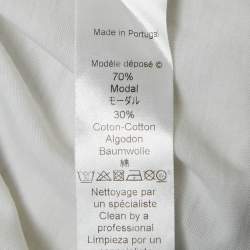 Made in Portugal
Modèle déposé ©
70%
Modal
モーダル
30%
Coton-Cotton
Algodon
Baumwolle
綿
Nettoyage par
un spécialiste
Clean by a
professional
Limpieza por